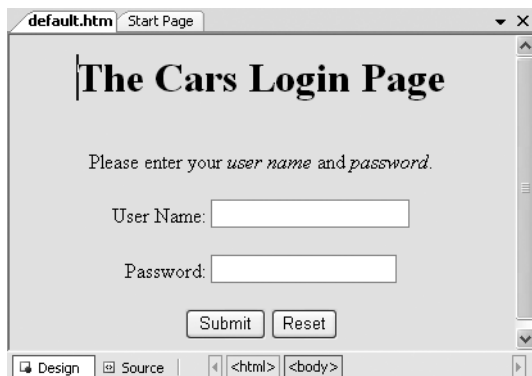 default.htm Start Page
The Cars Login Page
Please enter your user name and password.
User Name:
Password:
Submit Reset
Design Source <html> <body>